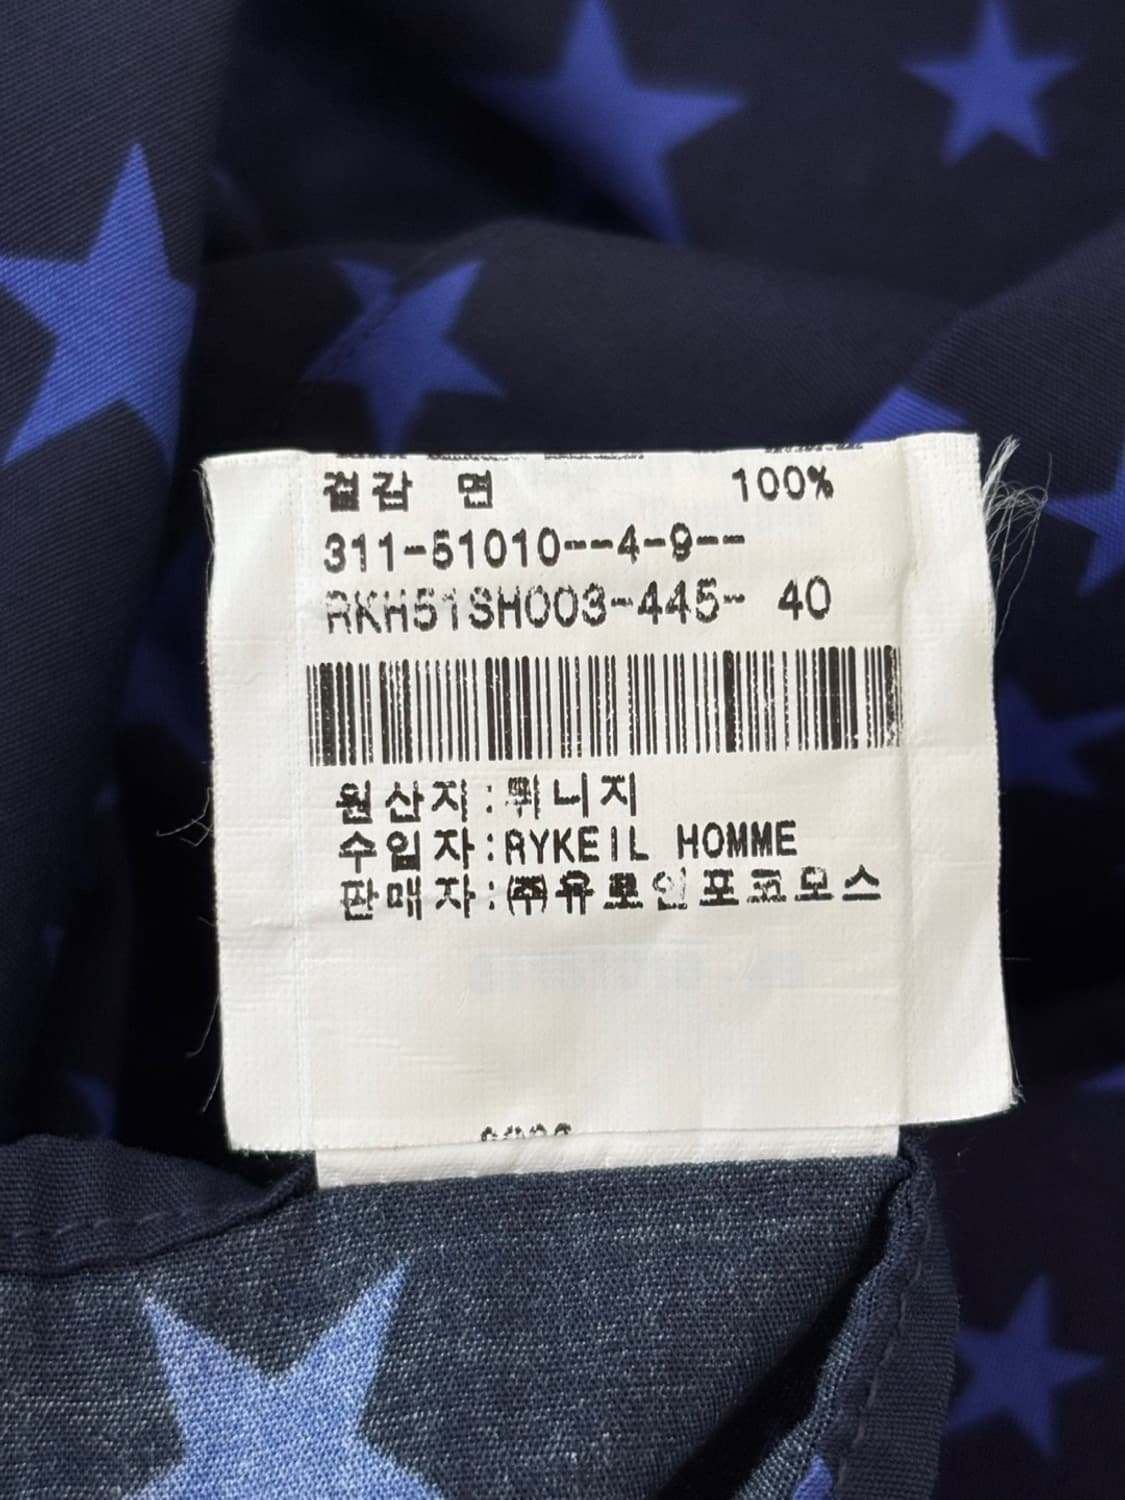 겉감 면 100%
311-51010--4-9--
RKH51SH003-445- 40
원산지:튀니지
수입자:RYKEIL HOMME
판매자:㈜유로인포코모스